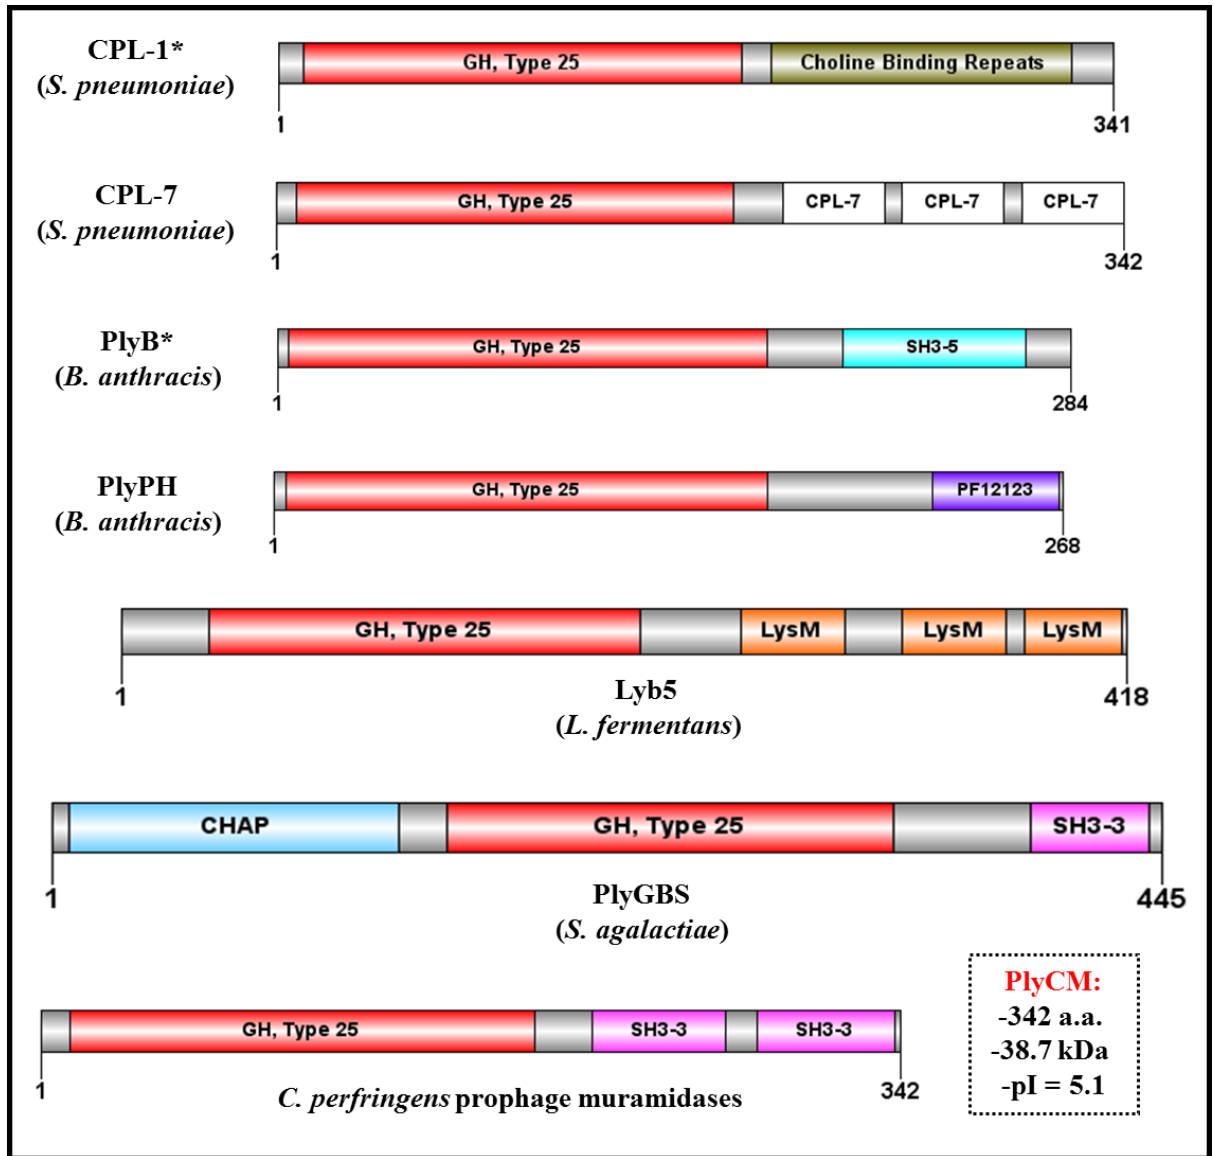 CPL-1*
(S. pneumoniae)
GH, Type 25
Choline Binding Repeats
1
341
CPL-7
(S. pneumoniae)
GH, Type 25
CPL-7
CPL-7
CPL-7
1
342
PlyB*
(B. anthracis)
GH, Type 25
SH3-5
1
284
PlyPH
(B. anthracis)
GH, Type 25
PF12123
1
268
GH, Type 25
LysM
LysM
LysM
1
418
Lyb5
(L. fermentans)
CHAP
GH, Type 25
SH3-3
1
445
PlyGBS
(S. agalactiae)
GH, Type 25
SH3-3
SH3-3
1
342
C. perfringens prophage muramidases
PlyCM:
-342 a.a.
-38.7 kDa
-pI = 5.1